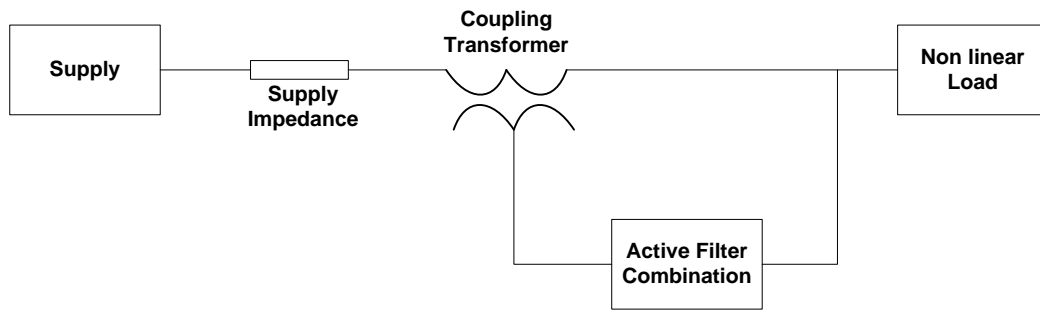 Coupling
Transformer
Supply
Supply
Impedance
Non linear
Load
Active Filter
Combination